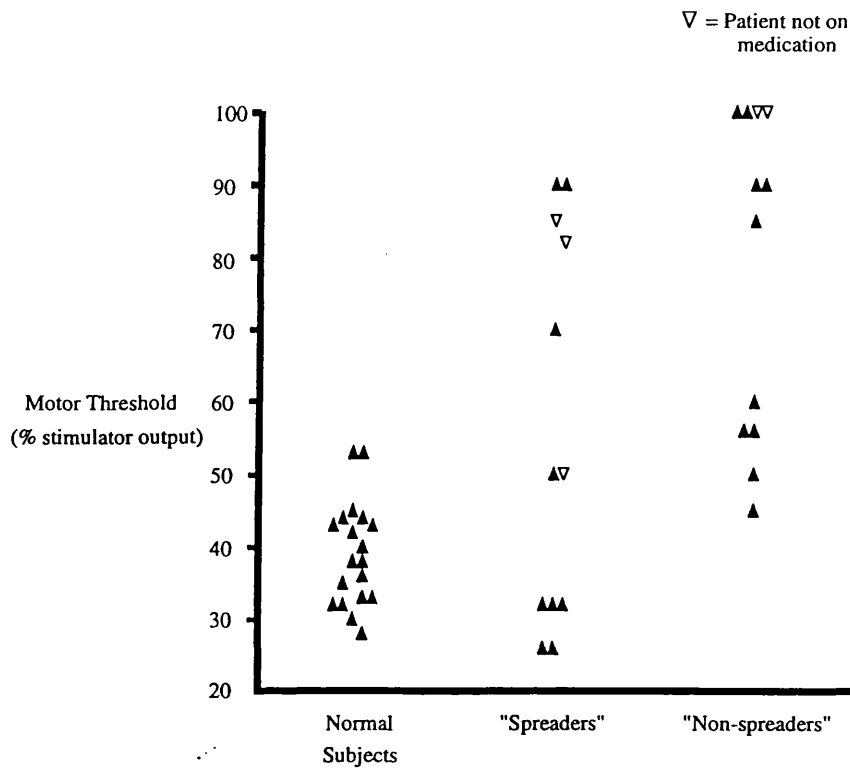 ∇ = Patient not on
medication
100
90
80
70
60
50
40
30
20
Motor Threshold
(% stimulator output)
Normal
Subjects
"Spreaders"
"Non-spreaders"